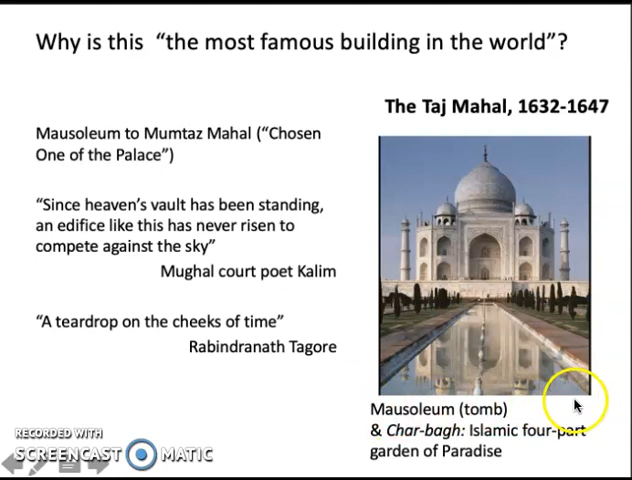 Why is this  “the most famous building in the world”?
The Taj Mahal, 1632-1647
Mausoleum to Mumtaz Mahal (“Chosen
One of the Palace”)
“Since heaven’s vault has been standing,
an edifice like this has never risen to
compete against the sky”
Mughal court poet Kalim
“A teardrop on the cheeks of time”
Rabindranath Tagore
Mausoleum (tomb)
& Char-bagh: Islamic four-part
garden of Paradise
RECORDED WITH
SCREENCAST MATIC